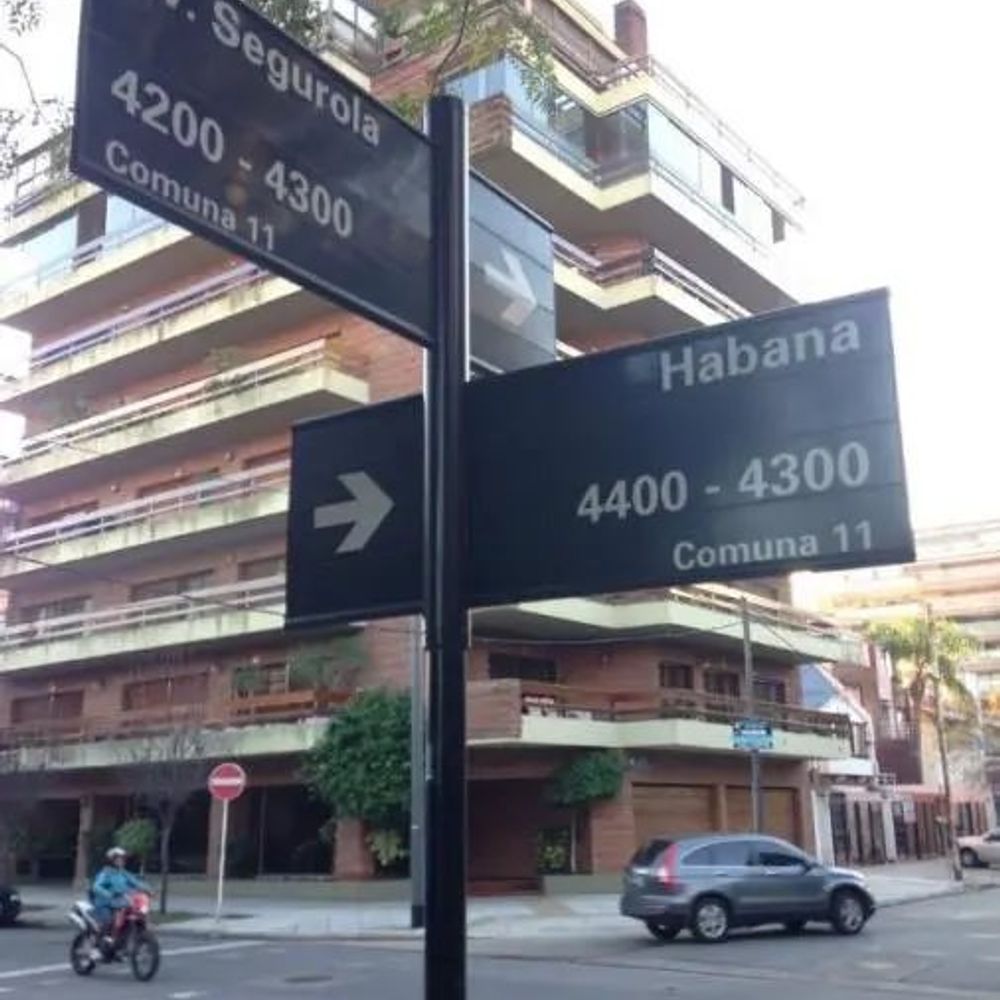 Segurola
4200 - 4300
Comuna 11
Habana
4400 - 4300
Comuna 11